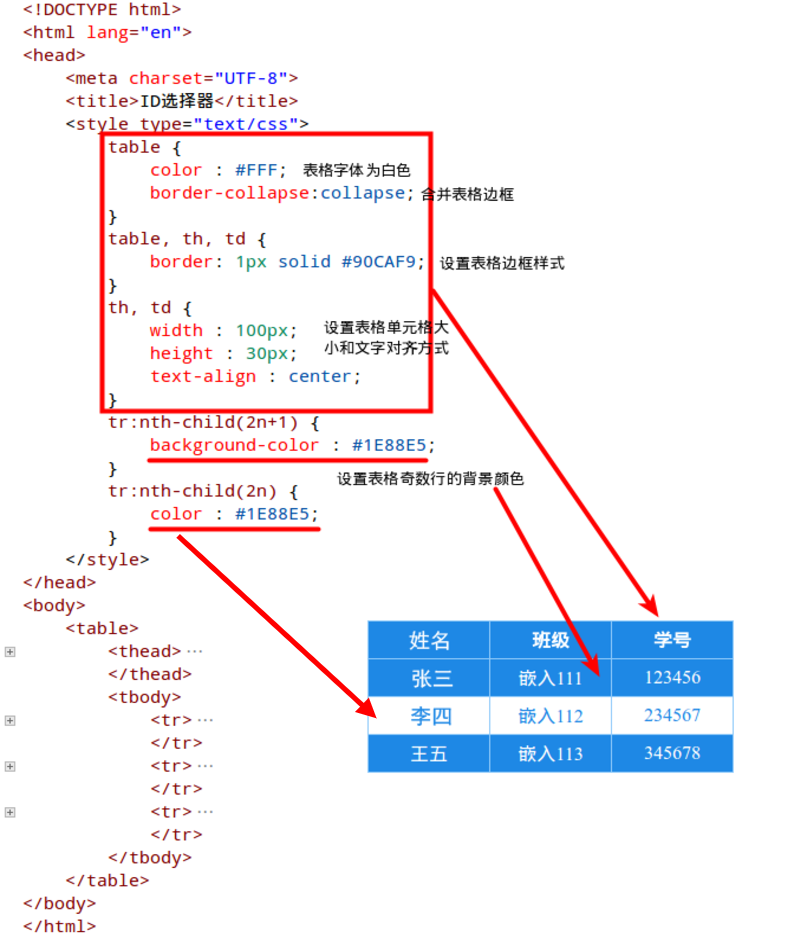 <!DOCTYPE html>
<html lang="en">
<head>
<meta charset="UTF-8">
<title>ID选择器</title>
<style type="text/css">
table {
color : #FFF; 表格字体为白色
border-collapse:collapse; 合并表格边框
}
table, th, td {
border: 1px solid #90CAF9; 设置表格边框样式
}
th, td {
width : 100px; 设置表格单元格大
height : 30px; 小和文字对齐方式
text-align : center;
}
tr:nth-child(2n+1) {
background-color : #1E88E5;
}
设置表格奇数行的背景颜色
tr:nth-child(2n) {
color : #1E88E5;
}
</style>
</head>
<body>
<table>
<thead> ...
</thead>
<tbody>
<tr> ...
</tr>
<tr> ...
</tr>
<tr> ...
</tr>
</tbody>
</table>
</body>
</html>
姓名 班级 学号
张三 嵌入111 123456
李四 嵌入112 234567
王五 嵌入113 345678